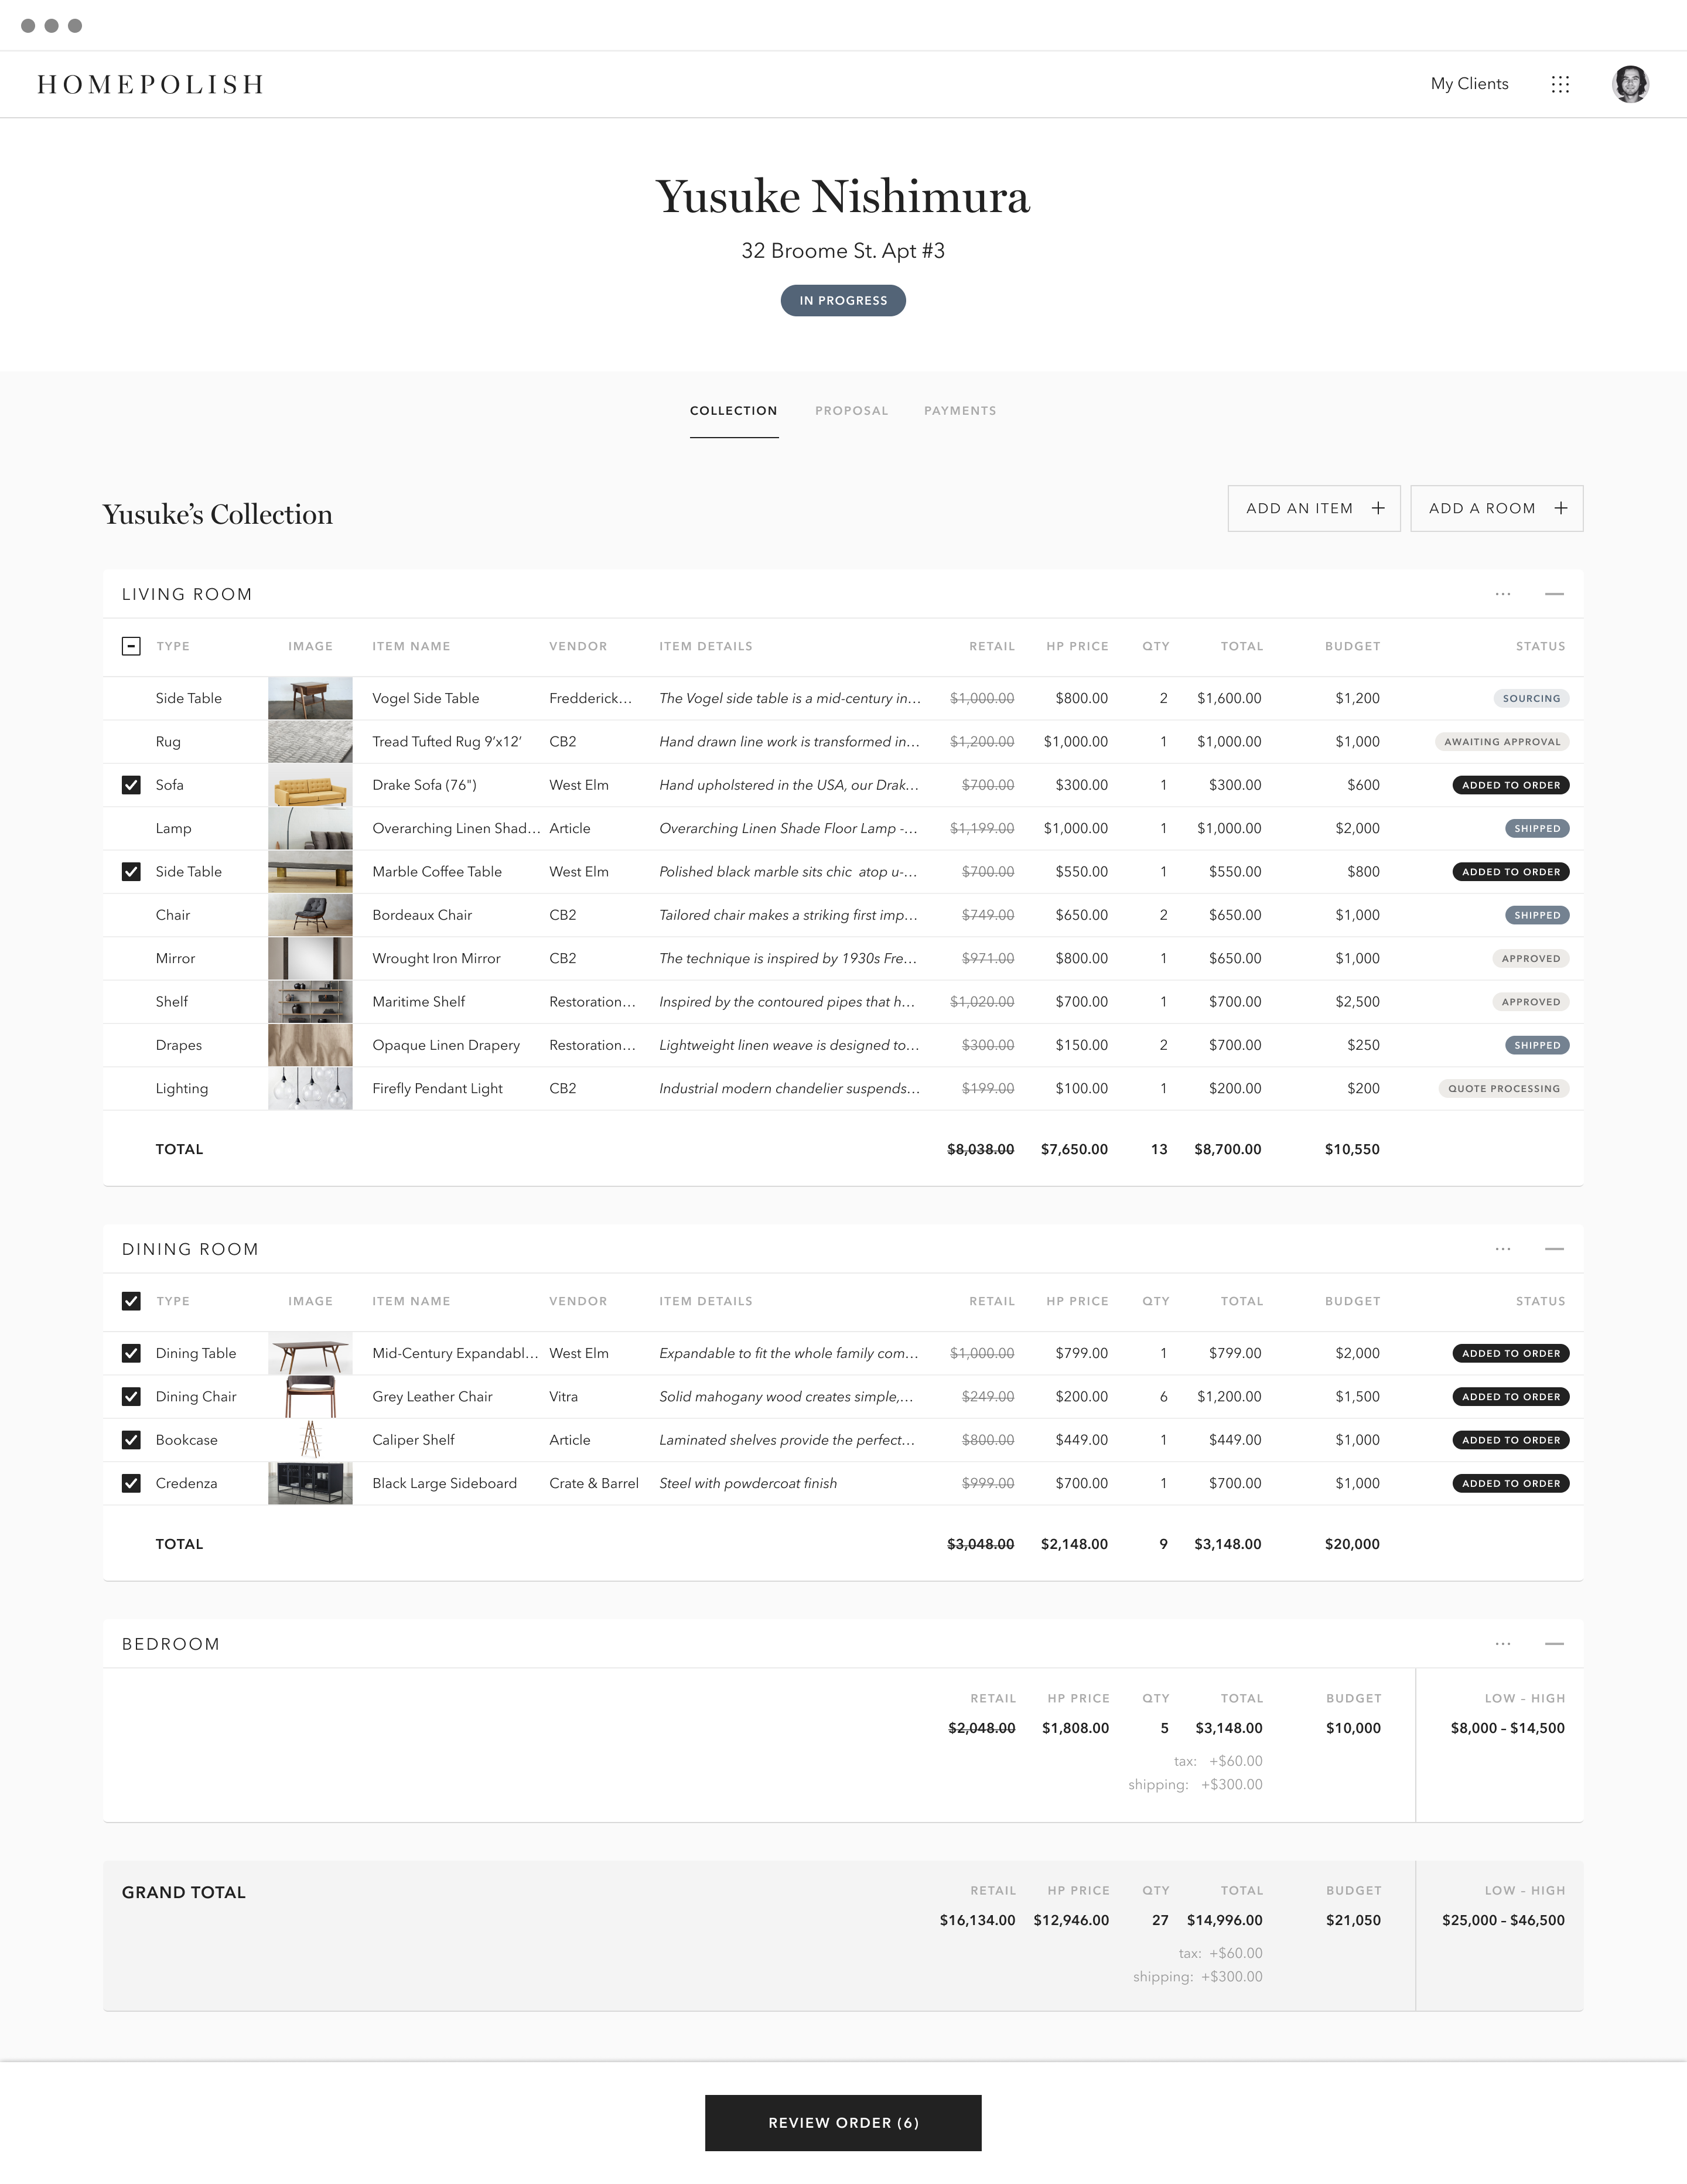 HOMEPOLISH
My Clients
Yusuke Nishimura
32 Broome St. Apt #3
IN PROGRESS
COLLECTION PROPOSAL PAYMENTS
Yusuke’s Collection
ADD AN ITEM +
ADD A ROOM +
LIVING ROOM
TYPE IMAGE ITEM NAME VENDOR ITEM DETAILS RETAIL HP PRICE QTY TOTAL BUDGET STATUS
Side Table Vogel Side Table Fredderick... The Vogel side table is a mid-century in... $1,000.00 $800.00 2 $1,600.00 $1,200 SOURCING
Rug Tread Tufted Rug 9’x12’ CB2 Hand drawn line work is transformed in... $1,200.00 $1,000.00 1 $1,000.00 $1,000 AWAITING APPROVAL
Sofa Drake Sofa (76") West Elm Hand upholstered in the USA, our Drak... $700.00 $300.00 1 $300.00 $600 ADDED TO ORDER
Lamp Overarching Linen Shad... Article Overarching Linen Shade Floor Lamp -... $1,199.00 $1,000.00 1 $1,000.00 $2,000 SHIPPED
Side Table Marble Coffee Table West Elm Polished black marble sits chic atop u-... $700.00 $550.00 1 $550.00 $800 ADDED TO ORDER
Chair Bordeaux Chair CB2 Tailored chair makes a striking first imp... $749.00 $650.00 2 $650.00 $1,000 SHIPPED
Mirror Wrought Iron Mirror CB2 The technique is inspired by 1930s Fre... $971.00 $800.00 1 $650.00 $1,000 APPROVED
Shelf Maritime Shelf Restoration... Inspired by the contoured pipes that h... $1,020.00 $700.00 1 $700.00 $2,500 APPROVED
Drapes Opaque Linen Drapery Restoration... Lightweight linen weave is designed to... $300.00 $150.00 2 $700.00 $250 SHIPPED
Lighting Firefly Pendant Light CB2 Industrial modern chandelier suspends... $199.00 $100.00 1 $200.00 $200 QUOTE PROCESSING
TOTAL $8,038.00 $7,650.00 13 $8,700.00 $10,550
DINING ROOM
TYPE IMAGE ITEM NAME VENDOR ITEM DETAILS RETAIL HP PRICE QTY TOTAL BUDGET STATUS
Dining Table Mid-Century Expandabl... West Elm Expandable to fit the whole family com... $1,000.00 $799.00 1 $799.00 $2,000 ADDED TO ORDER
Dining Chair Grey Leather Chair Vitra Solid mahogany wood creates simple,... $249.00 $200.00 6 $1,200.00 $1,500 ADDED TO ORDER
Bookcase Caliper Shelf Article Laminated shelves provide the perfect... $800.00 $449.00 1 $449.00 $1,000 ADDED TO ORDER
Credenza Black Large Sideboard Crate & Barrel Steel with powdercoat finish $999.00 $700.00 1 $700.00 $1,000 ADDED TO ORDER
TOTAL $3,048.00 $2,148.00 9 $3,148.00 $20,000
BEDROOM
RETAIL HP PRICE QTY TOTAL BUDGET LOW – HIGH
$2,048.00 $1,808.00 5 $3,148.00 $10,000 $8,000 – $14,500
tax: +$60.00
shipping: +$300.00
GRAND TOTAL
RETAIL HP PRICE QTY TOTAL BUDGET LOW – HIGH
$16,134.00 $12,946.00 27 $14,996.00 $21,050 $25,000 – $46,500
tax: +$60.00
shipping: +$300.00
REVIEW ORDER (6)